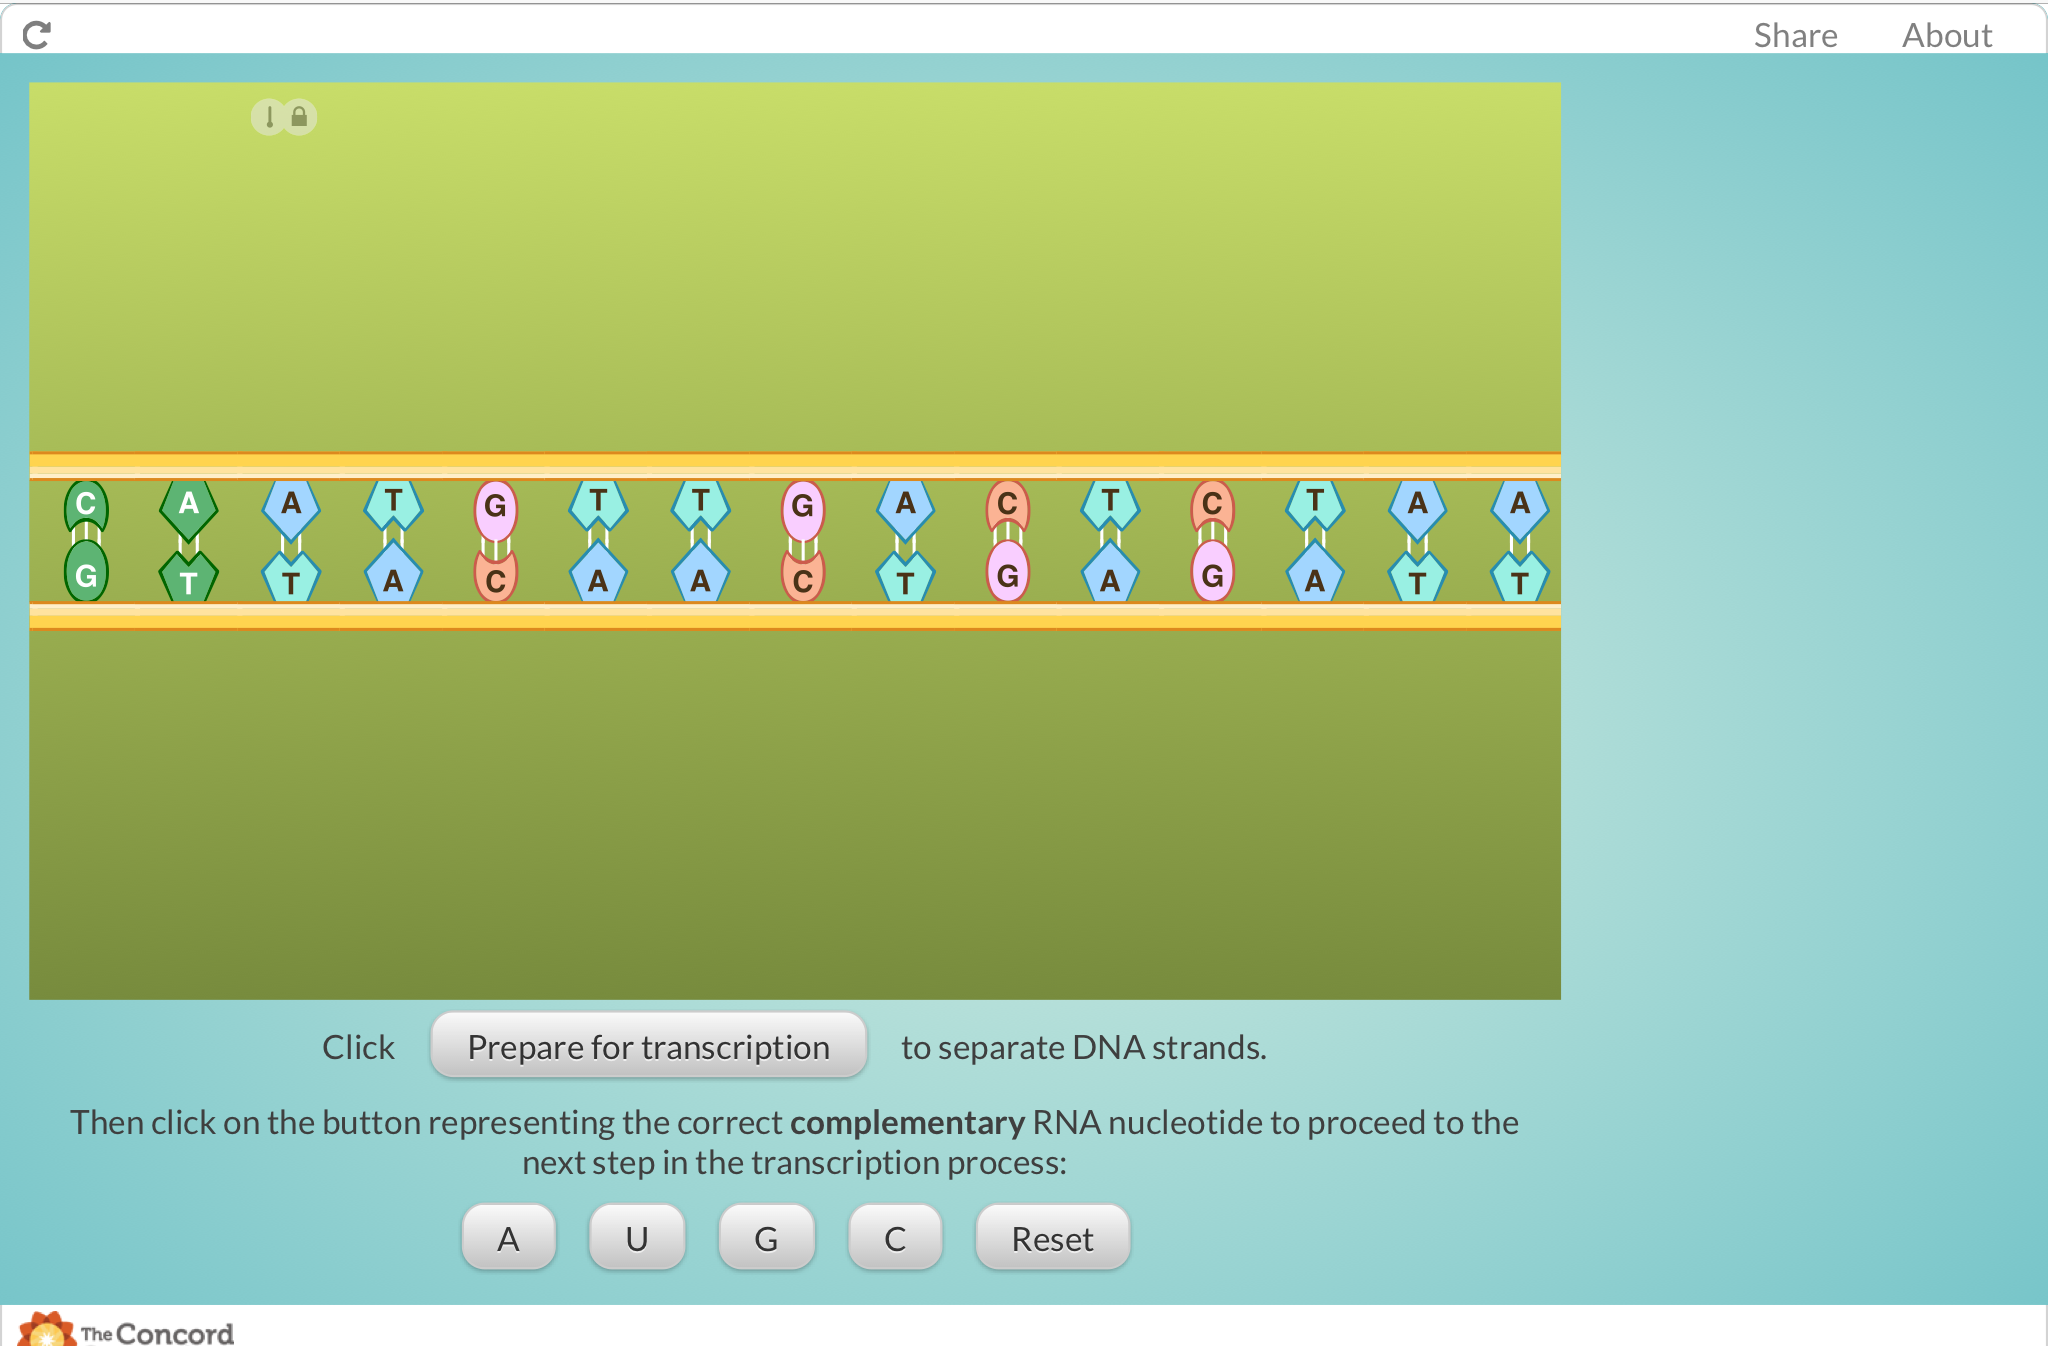 Share About
C A A T G T T G A C T C T A A
G T T A C A A C T G A G A T T
Click Prepare for transcription to separate DNA strands.
Then click on the button representing the correct complementary RNA nucleotide to proceed to the
next step in the transcription process:
A U G C Reset
The Concord